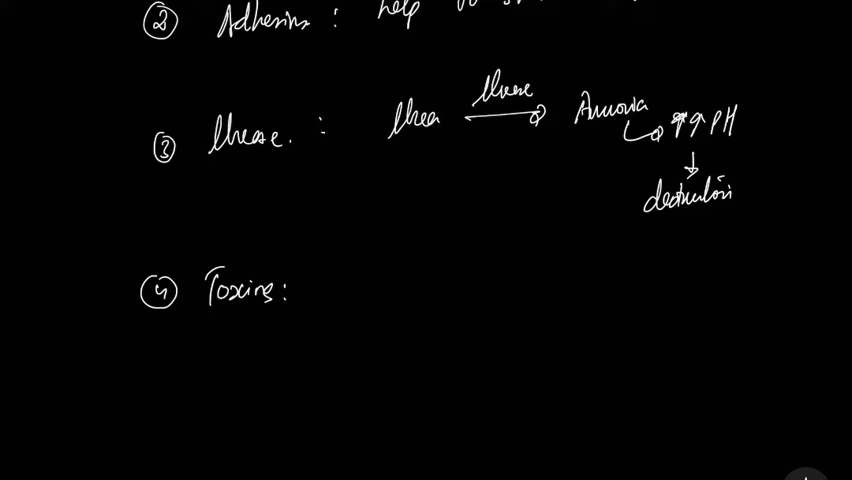 ② Adhesins : help
③ Urease. : Urea Urease → Ammonia ↑↑ PH
↓
destruction
④ Toxins: